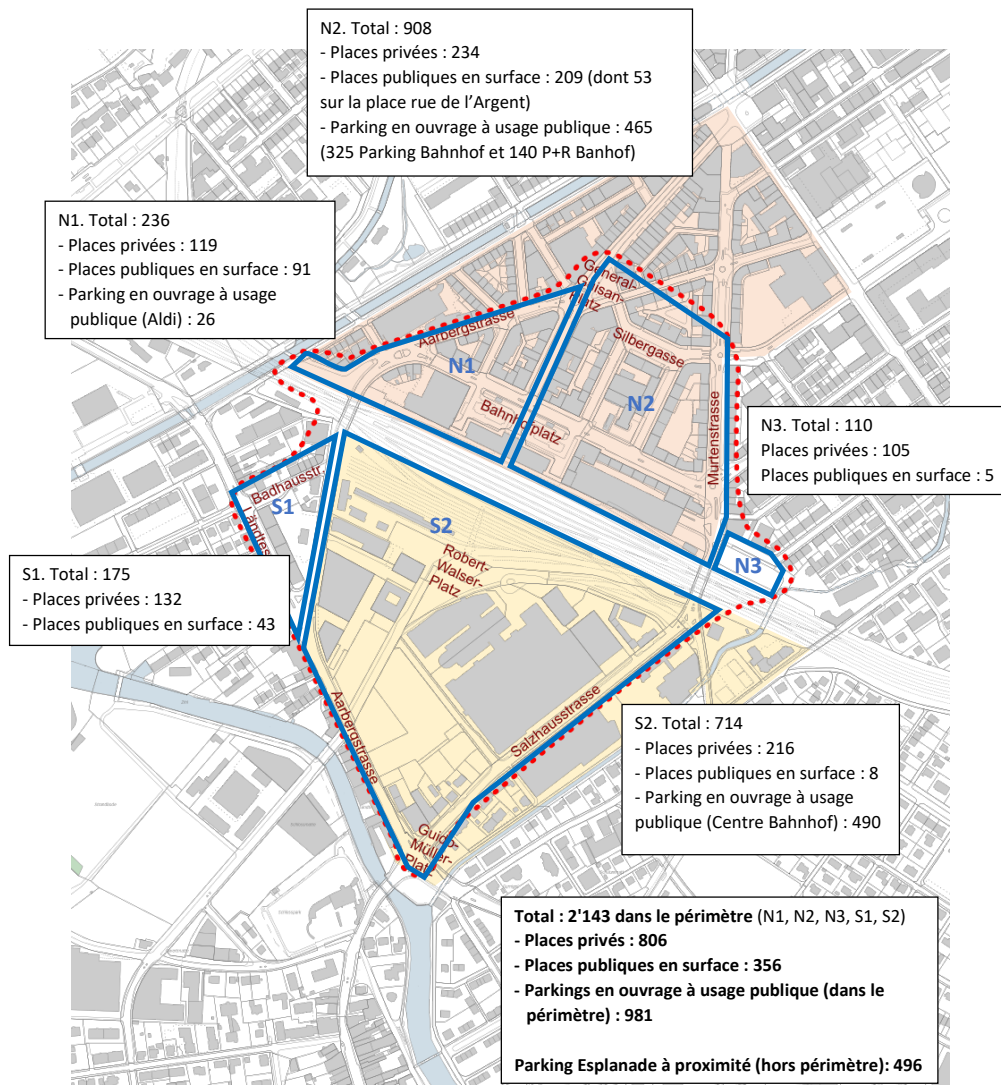 N2. Total : 908
- Places privées : 234
- Places publiques en surface : 209 (dont 53
sur la place rue de l’Argent)
- Parking en ouvrage à usage publique : 465
(325 Parking Bahnhof et 140 P+R Banhof)
N1. Total : 236
- Places privées : 119
- Places publiques en surface : 91
- Parking en ouvrage à usage
publique (Aldi) : 26
General-
Guisan-
Platz
Aarbergstrasse
Silbergasse
N1
N2
Bahnhofplatz
Murtenstrasse
N3. Total : 110
Places privées : 105
Places publiques en surface : 5
Badhausstr.
S1
S2
N3
Robert-
Walser-
Platz
S1. Total : 175
- Places privées : 132
- Places publiques en surface : 43
Aarbergstrasse
Salzhausstrasse
S2. Total : 714
- Places privées : 216
- Places publiques en surface : 8
- Parking en ouvrage à usage
publique (Centre Bahnhof) : 490
Guido-
Müller-
Platz
Total : 2'143 dans le périmètre (N1, N2, N3, S1, S2)
- Places privés : 806
- Places publiques en surface : 356
- Parkings en ouvrage à usage publique (dans le
périmètre) : 981
Parking Esplanade à proximité (hors périmètre): 496